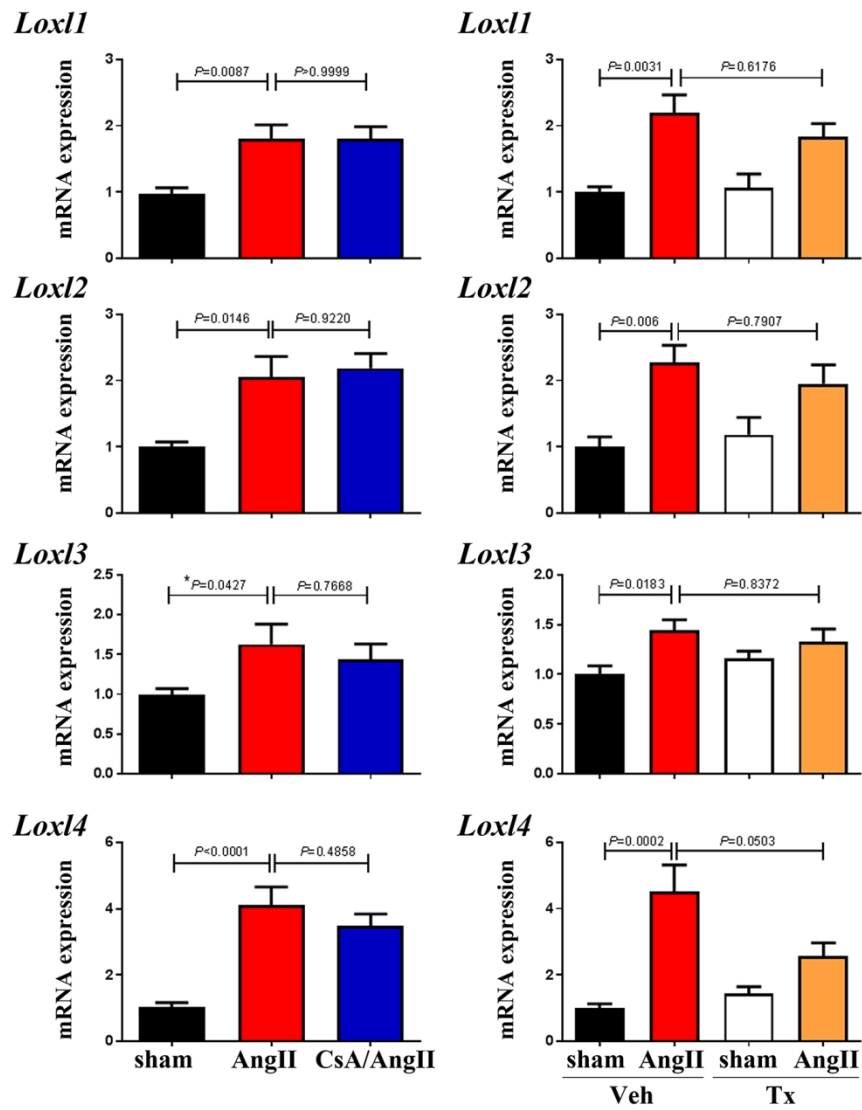 Loxl1
mRNA expression
3
2
1
0
P=0.0087
P>0.9999
Loxl1
mRNA expression
3
2
1
0
P=0.0031
P=0.6176
Loxl2
mRNA expression
3
2
1
0
P=0.0146
P=0.9220
Loxl2
mRNA expression
3
2
1
0
P=0.006
P=0.7907
Loxl3
mRNA expression
2.5
2.0
1.5
1.0
0.5
0.0
*P=0.0427
P=0.7668
Loxl3
mRNA expression
2.0
1.5
1.0
0.5
0.0
P=0.0183
P=0.8372
Loxl4
mRNA expression
6
4
2
0
P<0.0001
P=0.4858
sham AngII CsA/AngII
Loxl4
mRNA expression
6
4
2
0
P=0.0002
P=0.0503
sham AngII sham AngII
Veh Tx